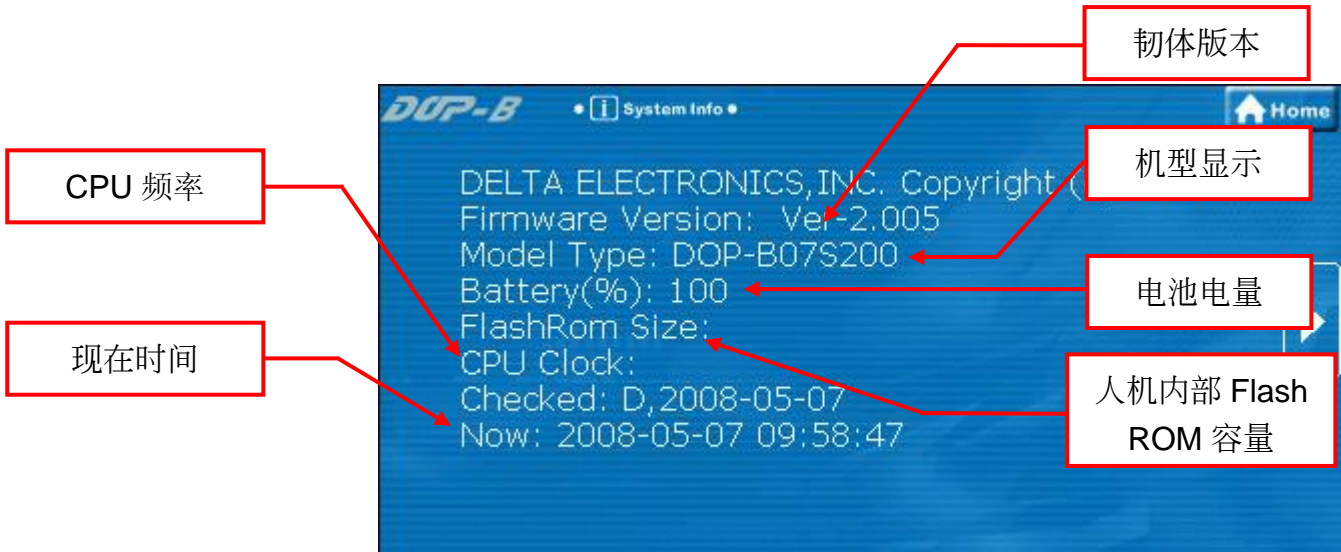 韧体版本
DOP-B
• i System Info •
Home
机型显示
CPU 频率
DELTA ELECTRONICS,INC. Copyright (
Firmware Version: Ver-2.005
Model Type: DOP-B07S200
Battery(%): 100
电池电量
FlashRom Size:
现在时间
CPU Clock:
人机内部 Flash
ROM 容量
Checked: D,2008-05-07
Now: 2008-05-07 09:58:47